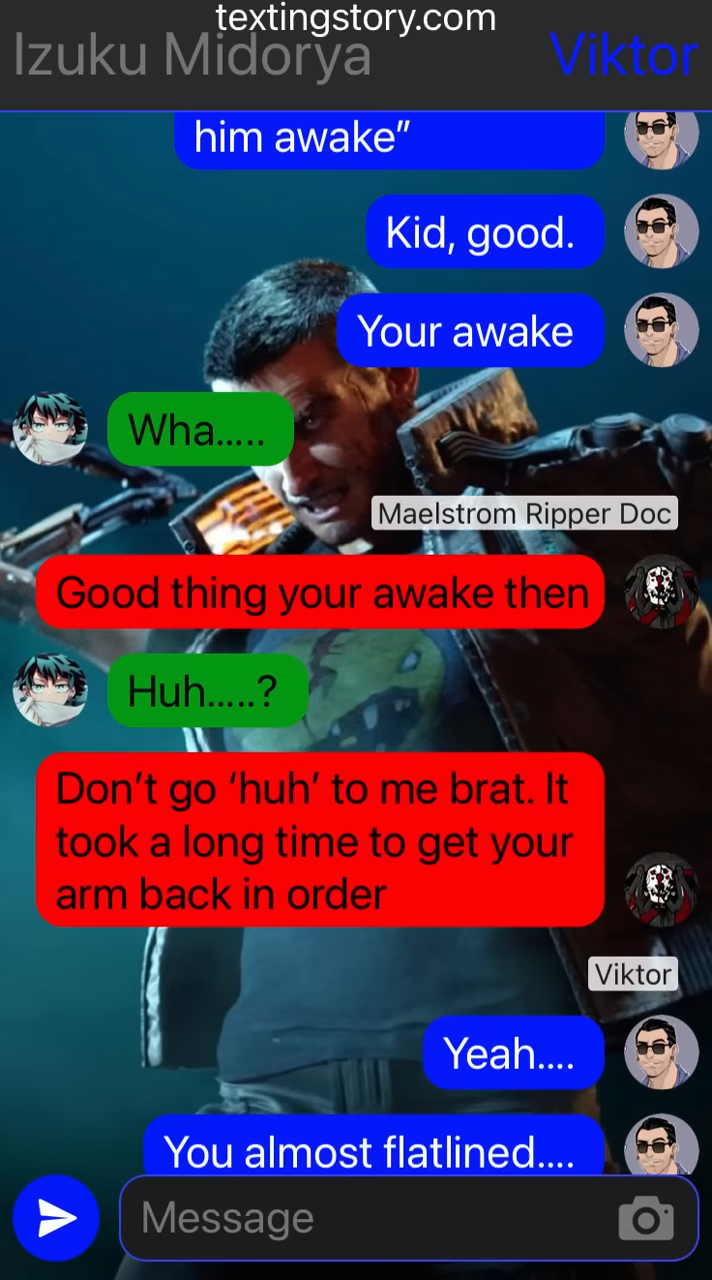 textingstory.com
Izuku Midorya
Viktor
him awake”
Kid, good.
Your awake
Wha.....
Maelstrom Ripper Doc
Good thing your awake then
Huh.....?
Don’t go ‘huh’ to me brat. It
took a long time to get your
arm back in order
Viktor
Yeah....
You almost flatlined....
Message